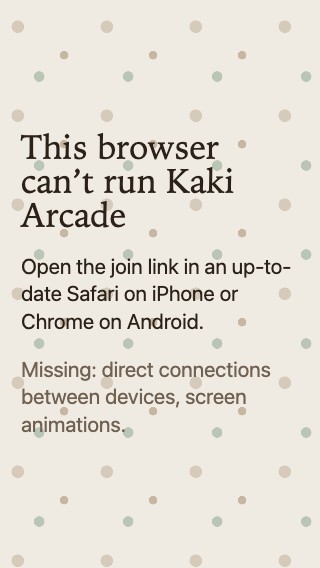 This browser
can’t run Kaki
Arcade
Open the join link in an up-to-
date Safari on iPhone or
Chrome on Android.
Missing: direct connections
between devices, screen
animations.